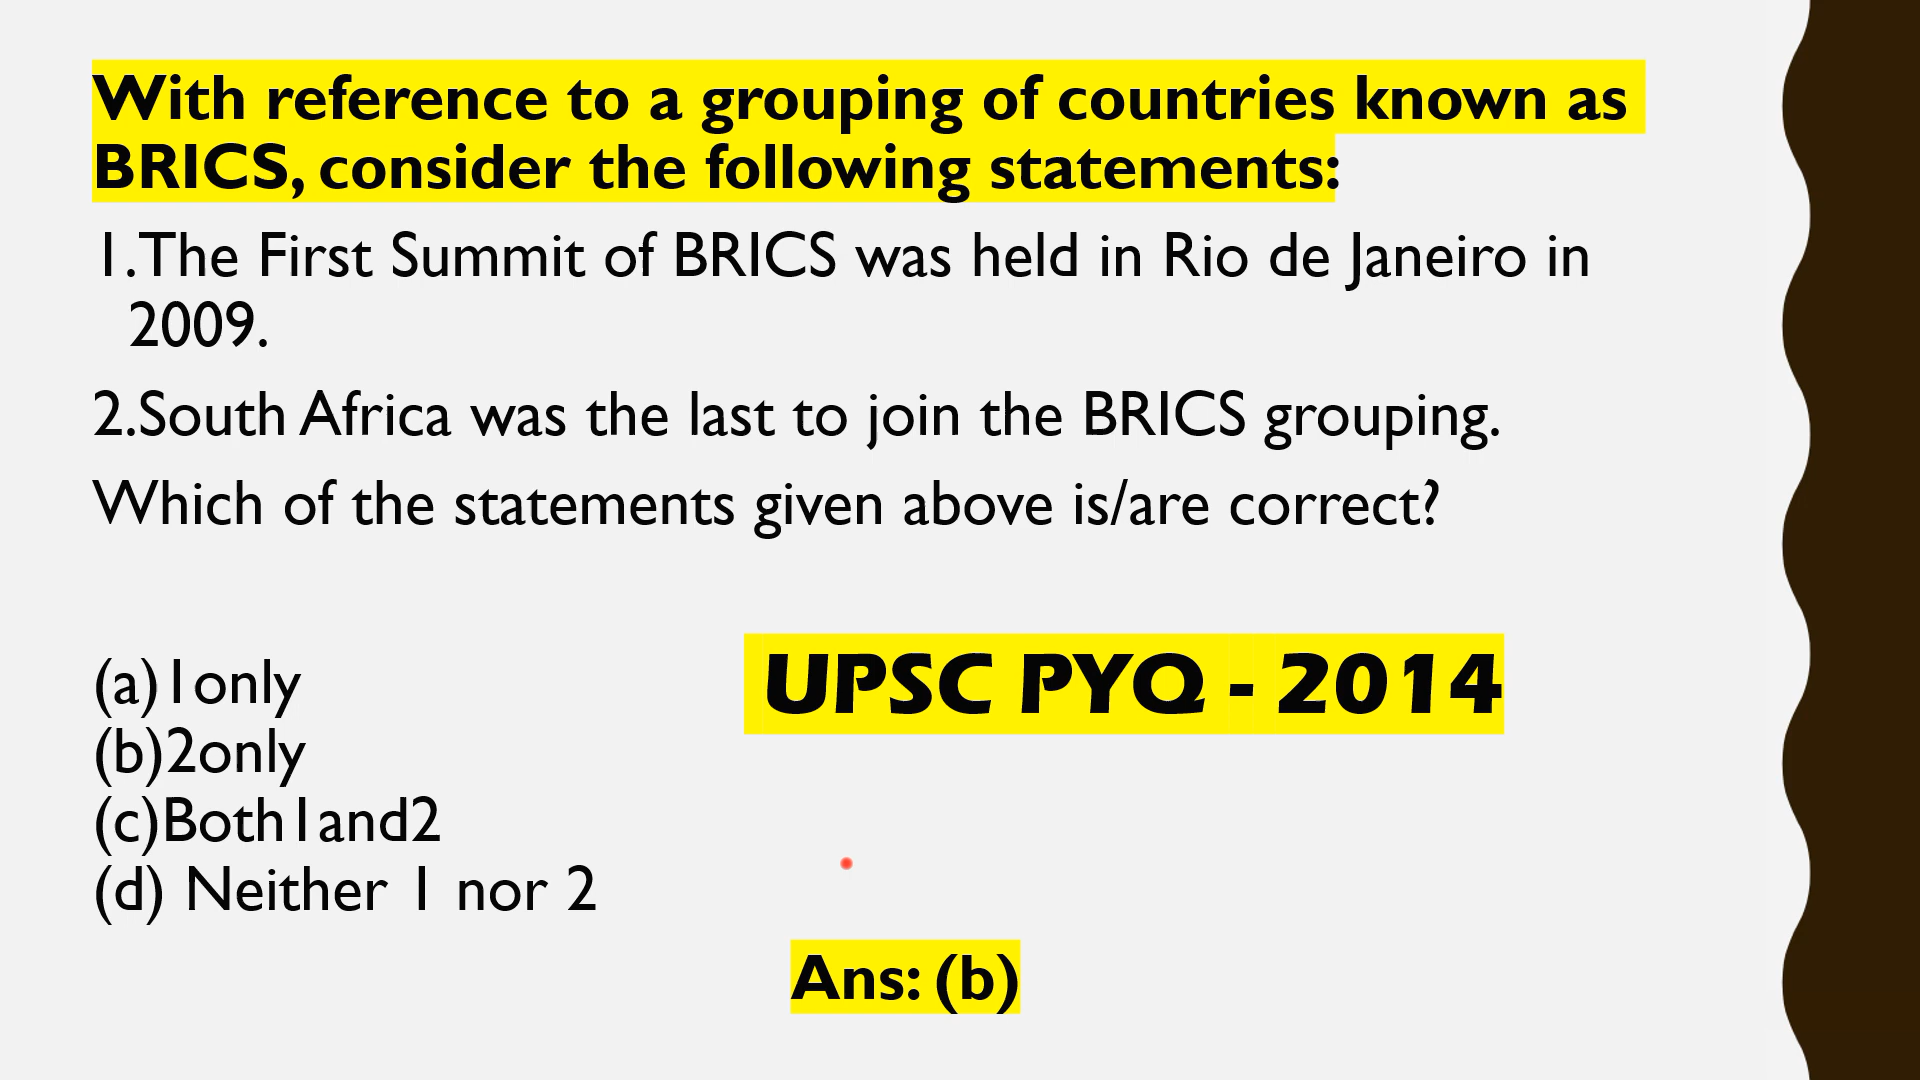 With reference to a grouping of countries known as
BRICS, consider the following statements:
1.The First Summit of BRICS was held in Rio de Janeiro in
2009.
2.South Africa was the last to join the BRICS grouping.
Which of the statements given above is/are correct?
(a)1only
UPSC PYQ - 2014
(b)2only
(c)Both1and2
(d) Neither 1 nor 2
Ans: (b)